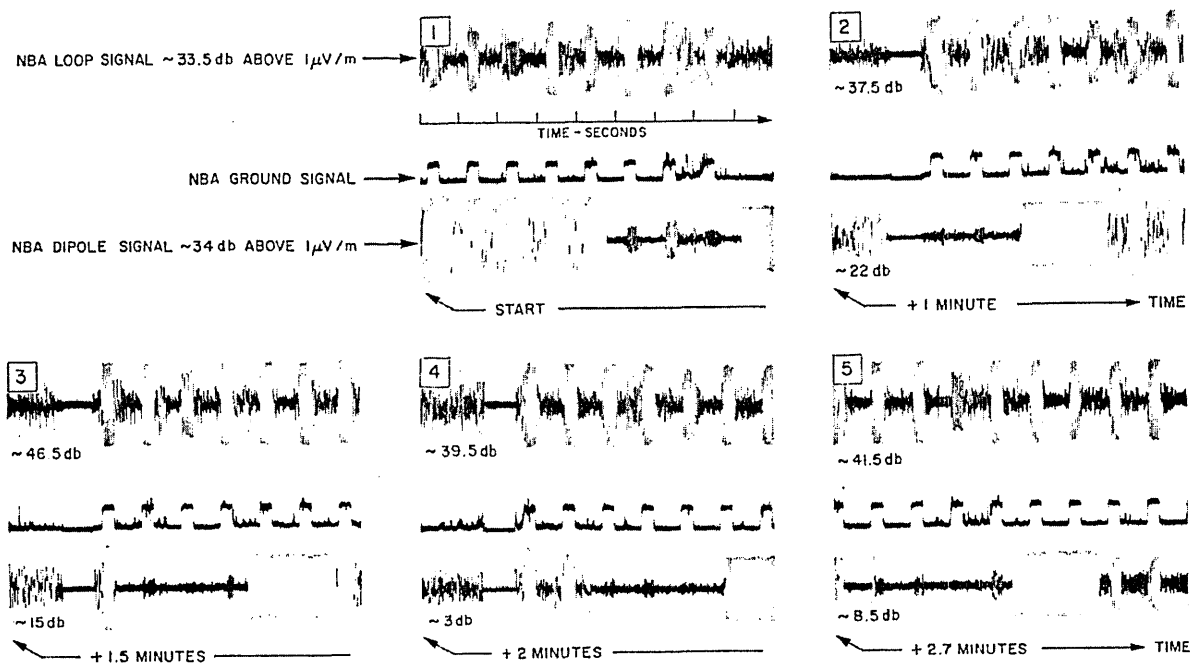 1
NBA LOOP SIGNAL ~33.5 db ABOVE 1μV/m
TIME - SECONDS
NBA GROUND SIGNAL
NBA DIPOLE SIGNAL ~34 db ABOVE 1μV/m
START
2
~37.5 db
~22 db
+1 MINUTE
TIME
3
~46.5 db
~15 db
+1.5 MINUTES
4
~39.5 db
~3 db
+2 MINUTES
5
~41.5 db
~8.5 db
+2.7 MINUTES
TIME